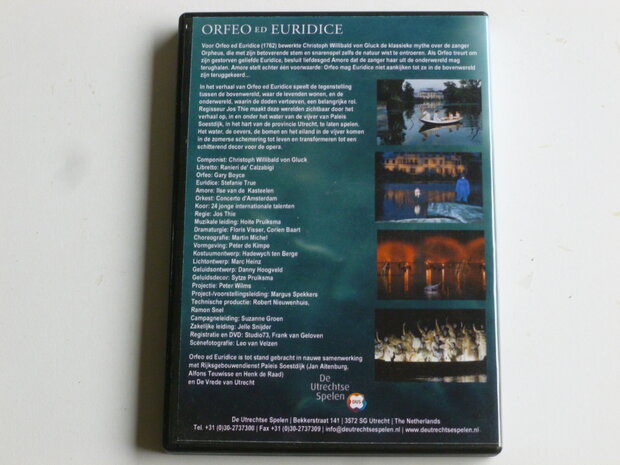 ORFEO ED EURIDICE
Voor Orfeo ed Euridice (1762) bewerkte Christoph Willibald von Gluck de klassieke mythe over de zanger
Orpheus, die met zijn betoverende stem en snarenspel zelfs de natuur wist te ontroeren. Als Orfeo treurt om
zijn gestorven geliefde Euridice, besluit liefdesgod Amore dat de zanger haar uit de onderwereld mag
terughalen. Amore stelt echter één voorwaarde: Orfeo mag Euridice niet aankijken tot ze in de bovenwereld
zijn teruggekeerd...
In het verhaal van Orfeo ed Euridice speelt de tegenstelling
tussen de bovenwereld, waar de levenden wonen, en de
onderwereld, waarin de doden vertoeven, een belangrijke rol.
Regisseur Jos Thie maakt deze werelden zichtbaar door het
verhaal op, in en onder het water van de vijver van Paleis
Soestdijk, in het hart van de provincie Utrecht, te laten spelen.
Het water, de oevers, de bomen en het eiland in de vijver komen
in de zomerse schemering tot leven en transformeren tot een
schitterend decor voor de opera.
Componist: Christoph Willibald von Gluck
Libretto: Ranieri de' Calzabigi
Orfeo: Gary Boyce
Euridice: Stefanie True
Amore: Ilse van de Kasteelen
Orkest: Concerto d'Amsterdam
Koor: 24 jonge internationale talenten
Regie: Jos Thie
Muzikale leiding: Hoite Pruiksma
Dramaturgie: Floris Visser, Corien Baart
Choreografie: Martin Michel
Vormgeving: Peter de Kimpe
Kostuumontwerp: Hadewych ten Berge
Lichtontwerp: Marc Heinz
Geluidsontwerp: Danny Hoogveld
Geluidsdecor: Sytze Pruiksma
Projectie: Peter Wilms
Project-/voorstellingsleiding: Margus Spekkers
Technische productie: Robert Nieuwenhuis,
Ramon Snel
Campagneleiding: Suzanne Groen
Zakelijke leiding: Jelle Snijder
Registratie en DVD: Studio73, Frank van Geloven
Scenefotografie: Leo van Velzen
Orfeo ed Euridice is tot stand gebracht in nauwe samenwerking
met Rijksgebouwendienst Paleis Soestdijk (Jan Aitenburg,
Alfons Teuwisse en Henk de Raad)
en De Vrede van Utrecht
De
Utrechtse
Spelen
De Utrechtse Spelen | Bekkerstraat 141 | 3572 SG Utrecht | The Netherlands
Tel. +31 (0)30-2737300 | Fax +31 (0)30-2737309 | info@deutrechtsespelen.nl | www.deutrechtsespelen.nl